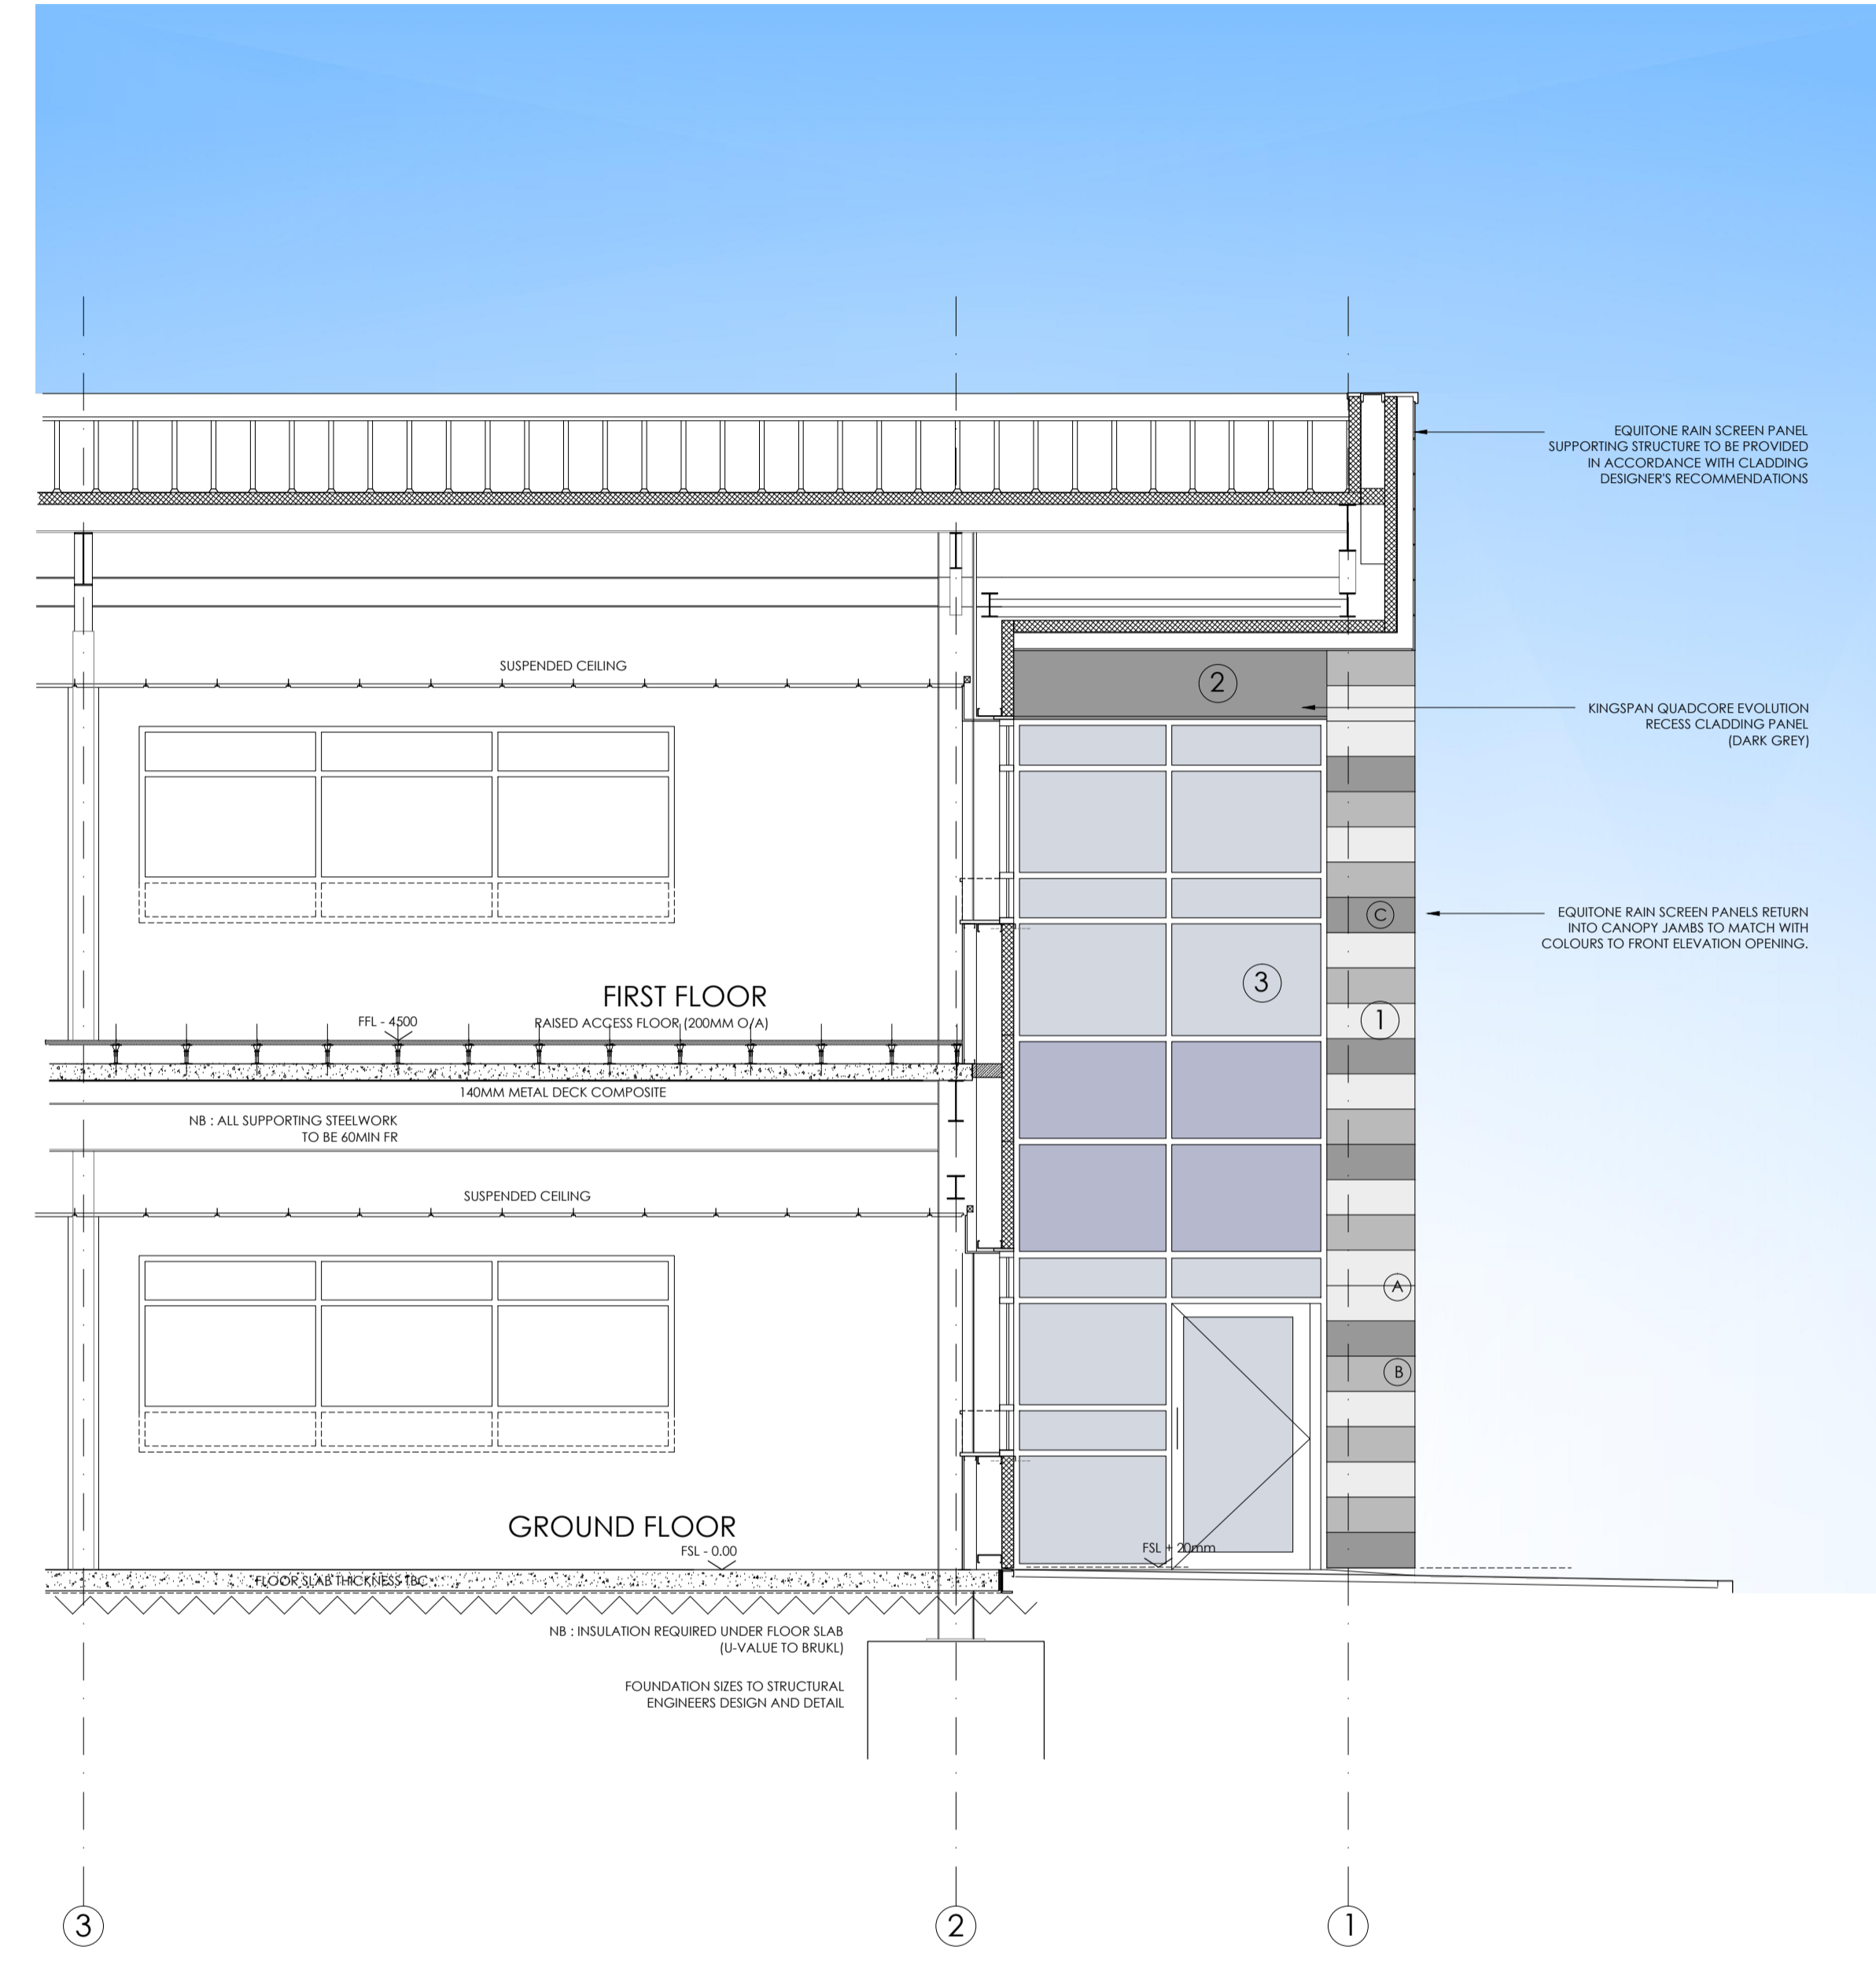 EQUITONE RAIN SCREEN PANEL
SUPPORTING STRUCTURE TO BE PROVIDED
IN ACCORDANCE WITH CLADDING
DESIGNER'S RECOMMENDATIONS
SUSPENDED CEILING
2
KINGSPAN QUADCORE EVOLUTION
RECESS CLADDING PANEL
(DARK GREY)
C
EQUITONE RAIN SCREEN PANELS RETURN
INTO CANOPY JAMBS TO MATCH WITH
COLOURS TO FRONT ELEVATION OPENING.
3
FIRST FLOOR
FFL - 4500
RAISED ACCESS FLOOR (200MM O/A)
1
140MM METAL DECK COMPOSITE
NB : ALL SUPPORTING STEELWORK
TO BE 60MIN FR
SUSPENDED CEILING
A
B
GROUND FLOOR
FSL - 0.00
FSL + 20mm
FLOOR SLAB THICKNESS TBC
NB : INSULATION REQUIRED UNDER FLOOR SLAB
(U-VALUE TO BRUKL)
FOUNDATION SIZES TO STRUCTURAL
ENGINEERS DESIGN AND DETAIL
3
2
1